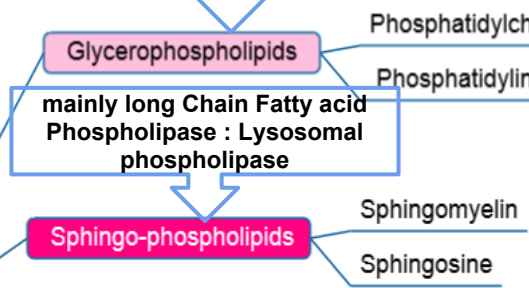 Phosphatidylch
Glycerophospholipids
Phosphatidylin
mainly long Chain Fatty acid
Phospholipase : Lysosomal
phospholipase
Sphingomyelin
Sphingo-phospholipids
Sphingosine